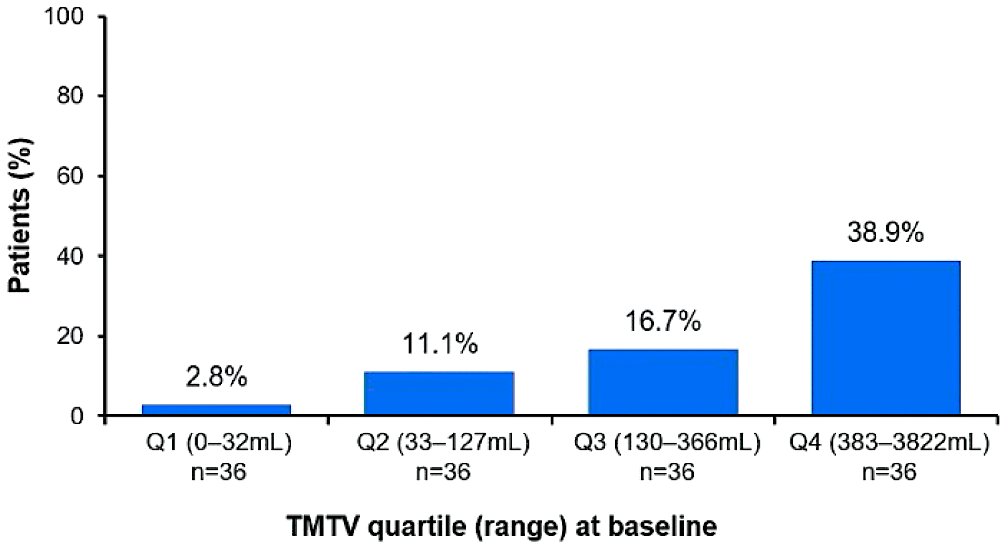 Patients (%)
100
80
60
40
20
0
2.8%
11.1%
16.7%
38.9%
Q1 (0–32mL)
n=36
Q2 (33–127mL)
n=36
Q3 (130–366mL)
n=36
Q4 (383–3822mL)
n=36
TMTV quartile (range) at baseline